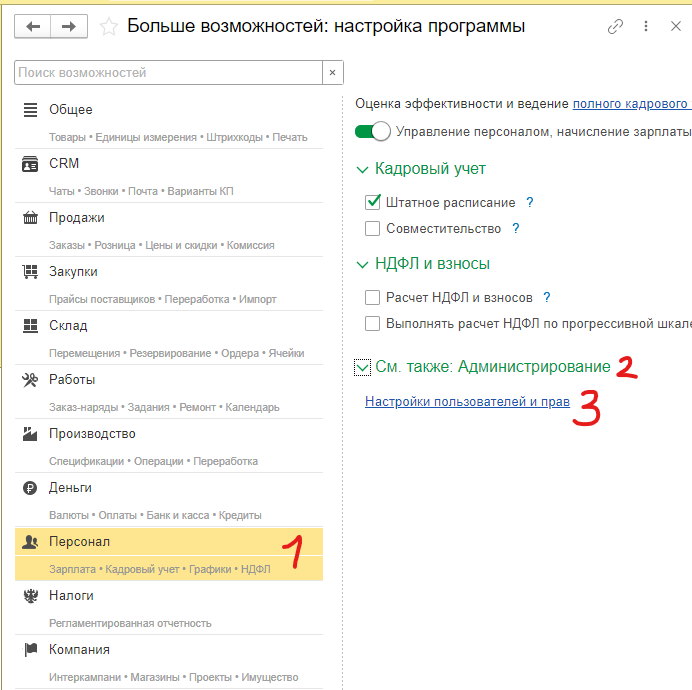 Больше возможностей: настройка программы
Поиск возможностей
Общее
Товары • Единицы измерения • Штрихкоды • Печать
CRM
Чаты • Звонки • Почта • Варианты КП
Продажи
Заказы • Розница • Цены и скидки • Комиссия
Закупки
Прайсы поставщиков • Переработка • Импорт
Склад
Перемещения • Резервирование • Ордера • Ячейки
Работы
Заказ-наряды • Задания • Ремонт • Календарь
Производство
Спецификации • Операции • Переработка
Деньги
Валюты • Оплаты • Банк и касса • Кредиты
Персонал 1
Зарплата • Кадровый учет • Графики • НДФЛ
Налоги
Регламентированная отчетность
Компания
Интеркампани • Магазины • Проекты • Имущество
Оценка эффективности и ведение полного кадрового
Управление персоналом, начисление зарплаты
Кадровый учет
Штатное расписание ?
Совместительство ?
НДФЛ и взносы
Расчет НДФЛ и взносов ?
Выполнять расчет НДФЛ по прогрессивной шкале
См. также: Администрирование 2
Настройки пользователей и прав 3